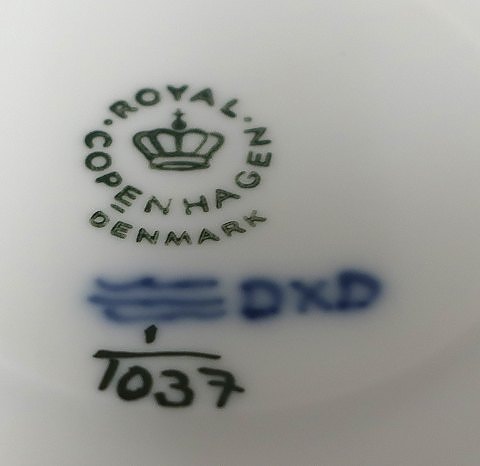 ROYAL
COPENHAGEN
DENMARK
DXD
1
1037